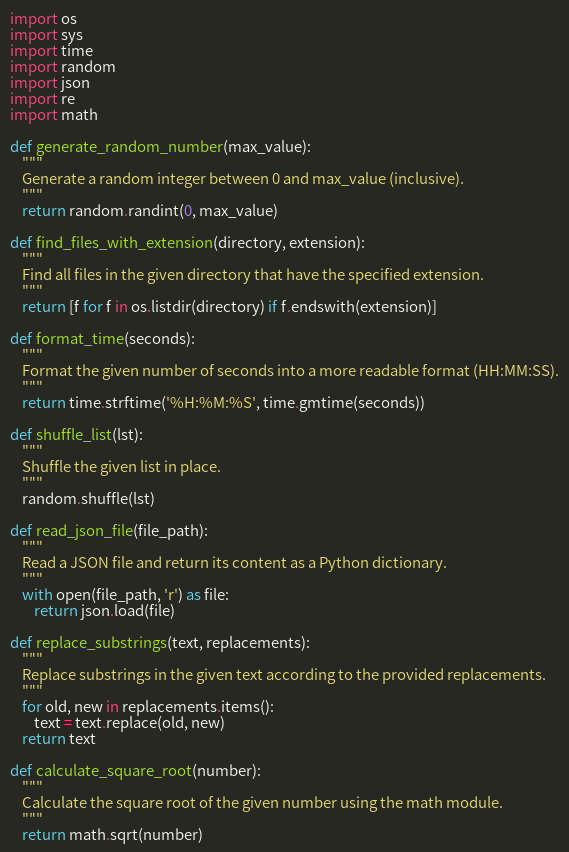 import os
import sys
import time
import random
import json
import re
import math

def generate_random_number(max_value):
    """
    Generate a random integer between 0 and max_value (inclusive).
    """
    return random.randint(0, max_value)

def find_files_with_extension(directory, extension):
    """
    Find all files in the given directory that have the specified extension.
    """
    return [f for f in os.listdir(directory) if f.endswith(extension)]

def format_time(seconds):
    """
    Format the given number of seconds into a more readable format (HH:MM:SS).
    """
    return time.strftime('%H:%M:%S', time.gmtime(seconds))

def shuffle_list(lst):
    """
    Shuffle the given list in place.
    """
    random.shuffle(lst)

def read_json_file(file_path):
    """
    Read a JSON file and return its content as a Python dictionary.
    """
    with open(file_path, 'r') as file:
        return json.load(file)

def replace_substrings(text, replacements):
    """
    Replace substrings in the given text according to the provided replacements.
    """
    for old, new in replacements.items():
        text = text.replace(old, new)
    return text

def calculate_square_root(number):
    """
    Calculate the square root of the given number using the math module.
    """
    return math.sqrt(number)